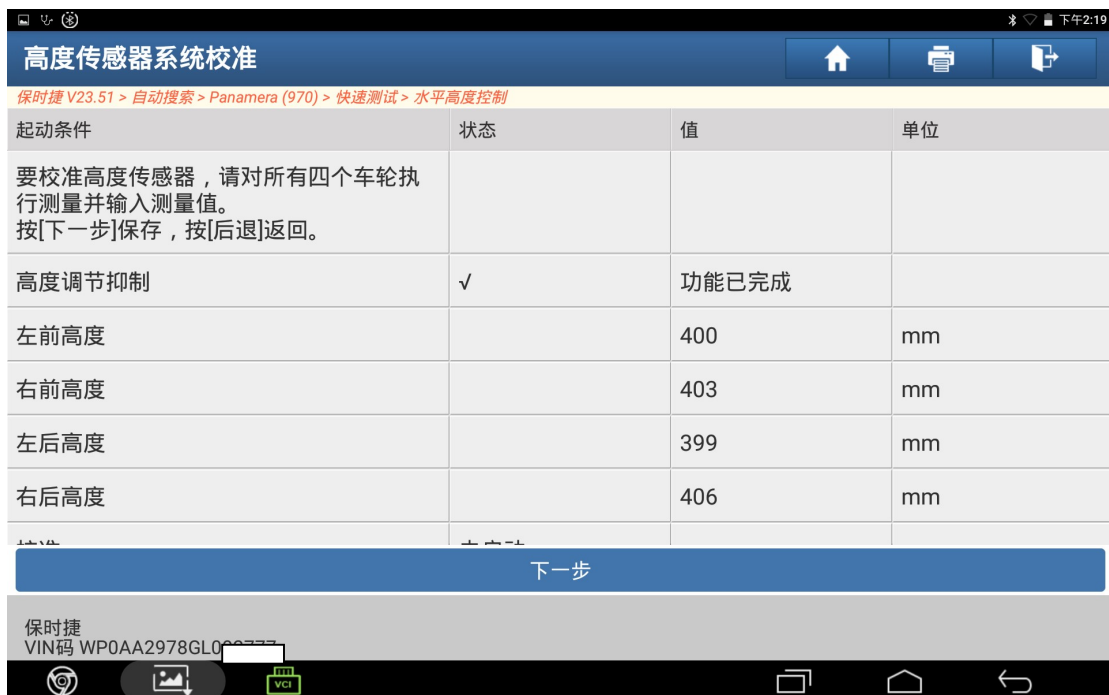 下午2:19
高度传感器系统校准
保时捷 V23.51 > 自动搜索 > Panamera (970) > 快速测试 > 水平高度控制
起动条件 状态 值 单位
要校准高度传感器，请对所有四个车轮执
行测量并输入测量值。
按[下一步]保存，按[后退]返回。
高度调节抑制 √ 功能已完成
左前高度 400 mm
右前高度 403 mm
左后高度 399 mm
右后高度 406 mm
下一步
保时捷
VIN码 WP0AA2978GL0
VCI